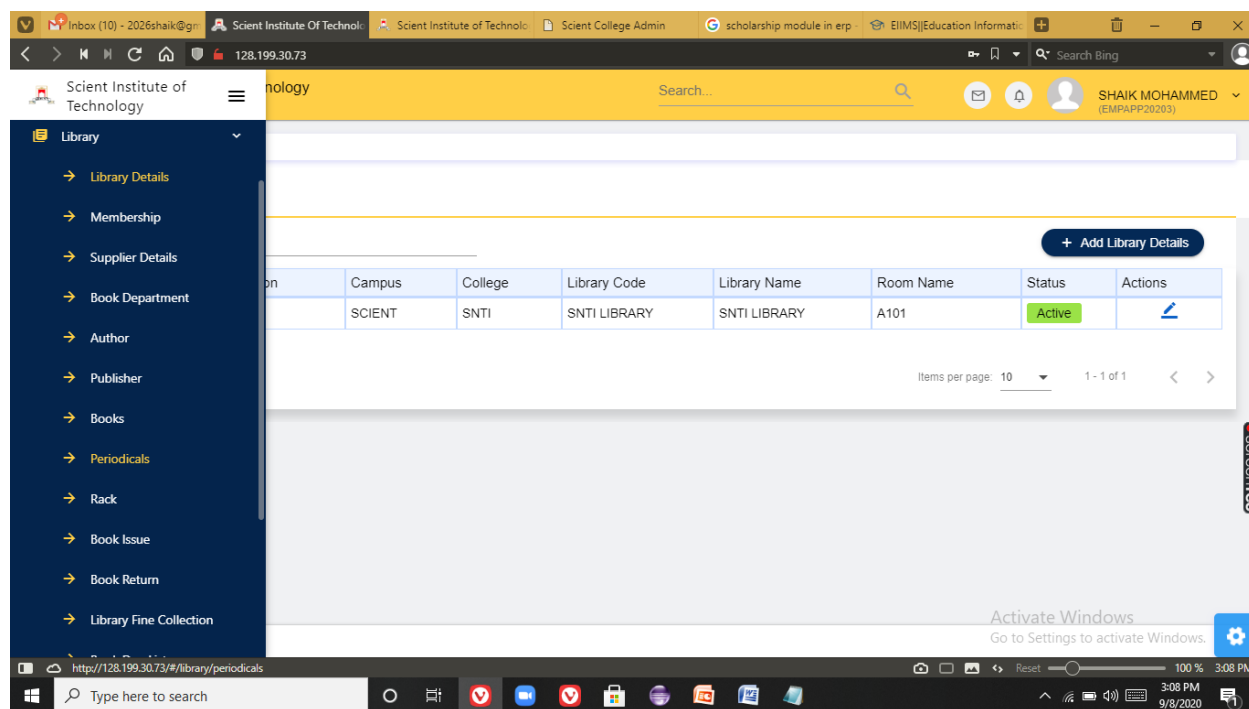 Inbox (10) - 2026shaik@gm
Scient Institute Of Technolo
Scient Institute of Technolo
Scient College Admin
scholarship module in erp -
EIIMS||Education Informatic
128.199.30.73
Search Bing
Scient Institute of
Technology
nology
Search...
SHAIK MOHAMMED
(EMPAPP20203)
Library
Library Details
Membership
Supplier Details
Book Department
Author
Publisher
Books
Periodicals
Rack
Book Issue
Book Return
Library Fine Collection
+ Add Library Details
on Campus College Library Code Library Name Room Name Status Actions
SCIENT SNTI SNTI LIBRARY SNTI LIBRARY A101 Active
Items per page: 10 1 - 1 of 1
Activate Windows
Go to Settings to activate Windows.
http://128.199.30.73/#/library/periodicals
Reset 100 % 3:08 PM
Type here to search
3:08 PM
9/8/2020